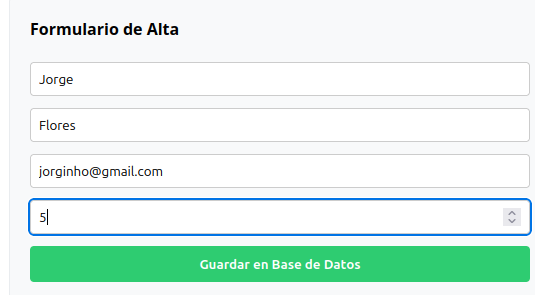 Formulario de Alta
Jorge
Flores
jorginho@gmail.com
5
Guardar en Base de Datos